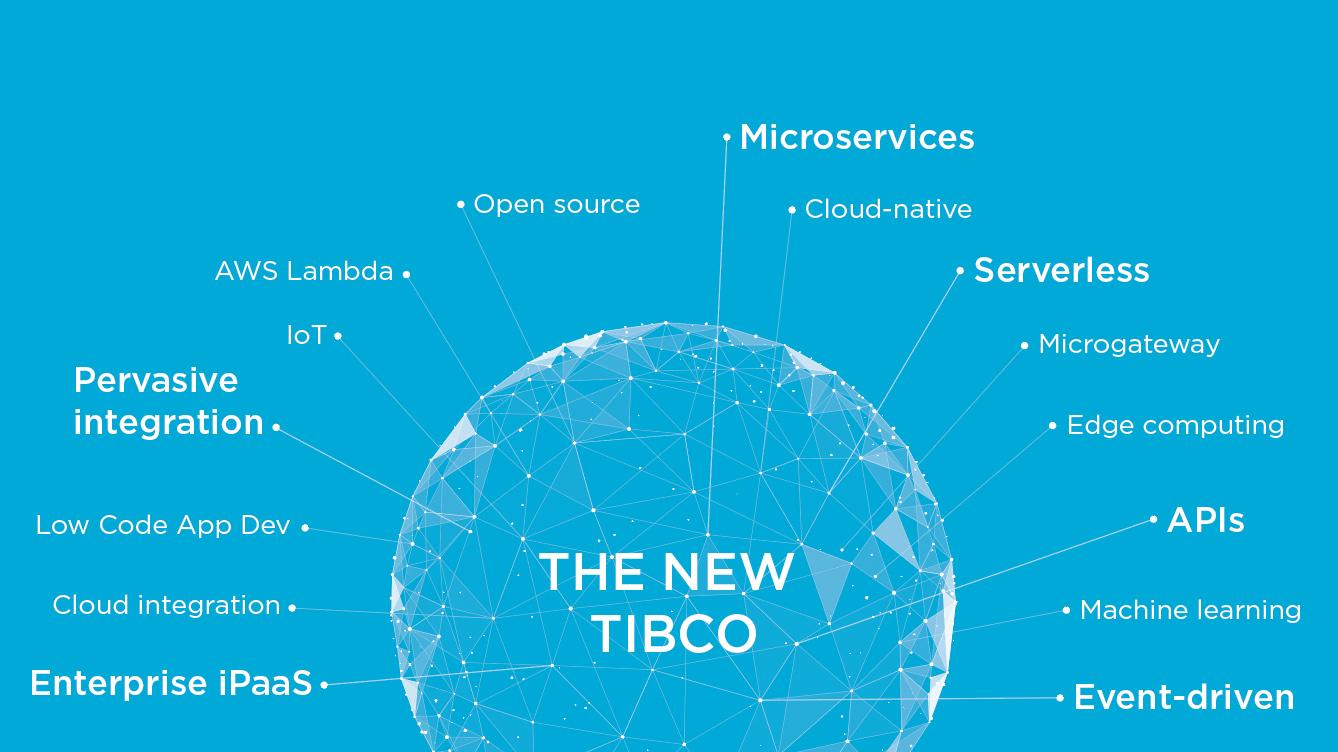 Microservices
Open source
Cloud-native
AWS Lambda
Serverless
IoT
Microgateway
Pervasive
integration
Edge computing
Low Code App Dev
APIs
THE NEW
TIBCO
Cloud integration
Machine learning
Enterprise iPaaS
Event-driven